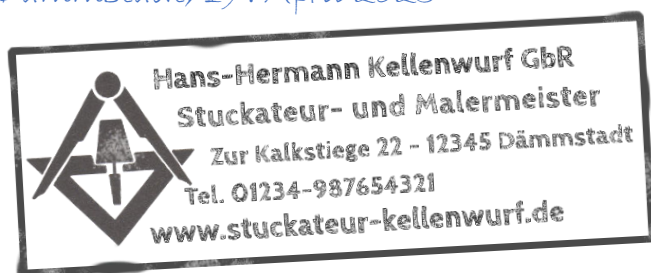 Hans-Hermann Kellenwurf GbR
Stuckateur- und Malermeister
Zur Kalkstiege 22 - 12345 Dämmstadt
Tel. 01234-987654321
www.stuckateur-kellenwurf.de